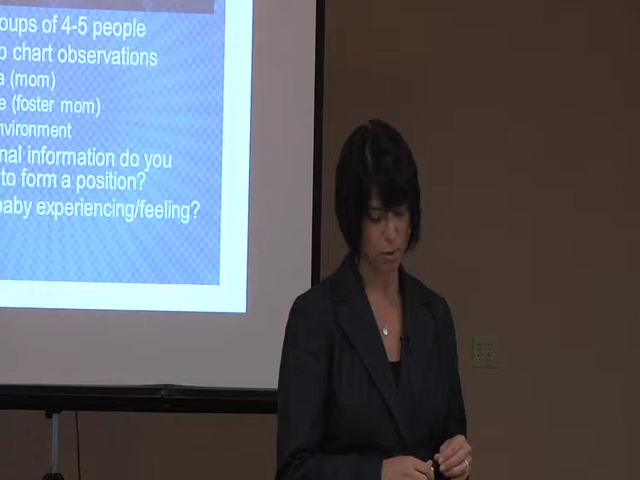 oups of 4-5 people
o chart observations
a (mom)
e (foster mom)
nvironment
nal information do you
to form a position?
baby experiencing/feeling?